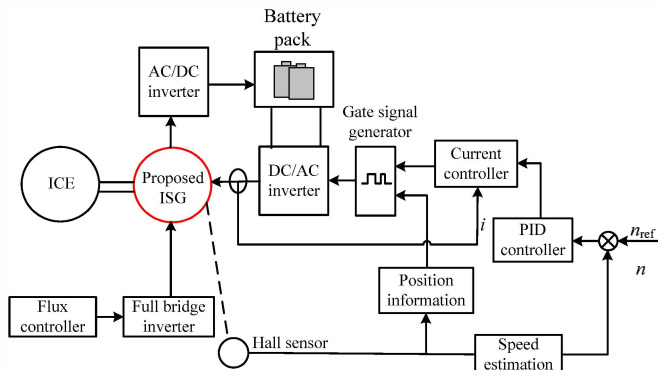 Battery
pack
AC/DC
inverter
Gate signal
generator
ICE
Proposed
ISG
DC/AC
inverter
Current
controller
i
PID
controller
n_ref
n
Position
information
Flux
controller
Full bridge
inverter
Hall sensor
Speed
estimation